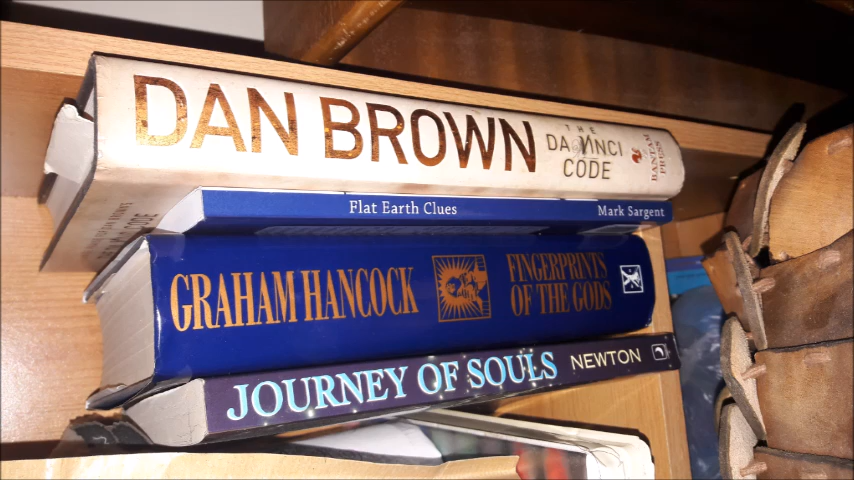 DAN BROWN
THE
DA VINCI
CODE
BANTAM
PRESS
Flat Earth Clues
Mark Sargent
GRAHAM HANCOCK
FINGERPRINTS
OF THE GODS
JOURNEY OF SOULS
NEWTON